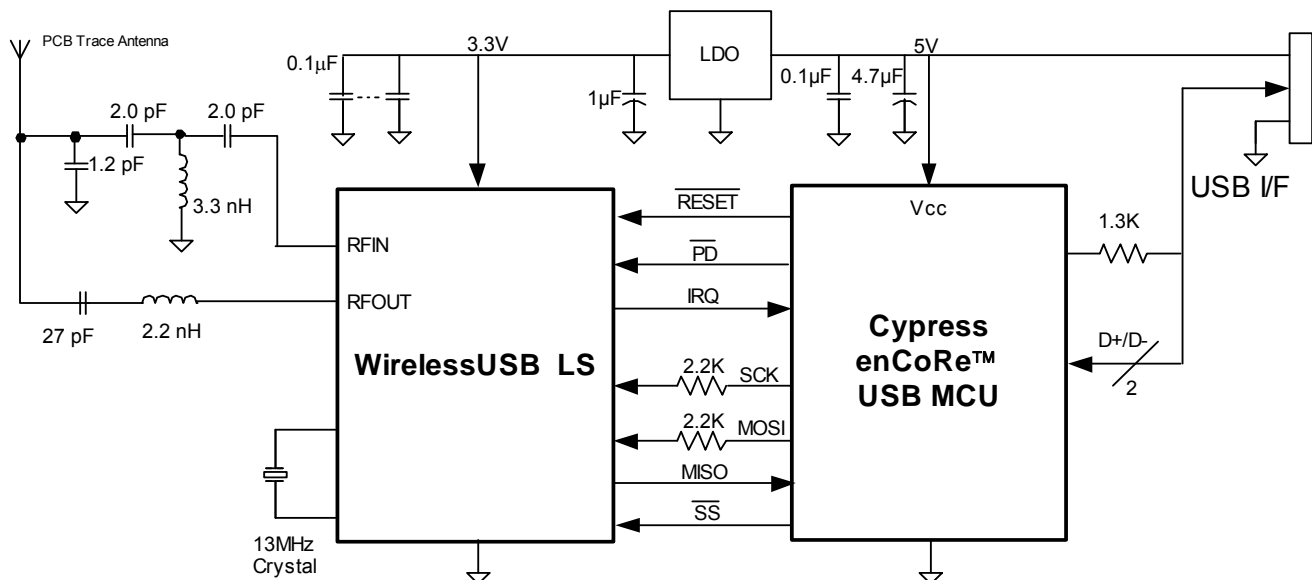 PCB Trace Antenna
3.3V
LDO
5V
0.1µF
1µF
0.1µF
4.7µF
2.0 pF
2.0 pF
1.2 pF
3.3 nH
USB I/F
RESET
Vcc
1.3K
PD
RFIN
IRQ
RFOUT
27 pF
2.2 nH
WirelessUSB LS
Cypress
enCoRe™
USB MCU
D+/D-
2
2.2K
SCK
2.2K
MOSI
MISO
SS
13MHz
Crystal